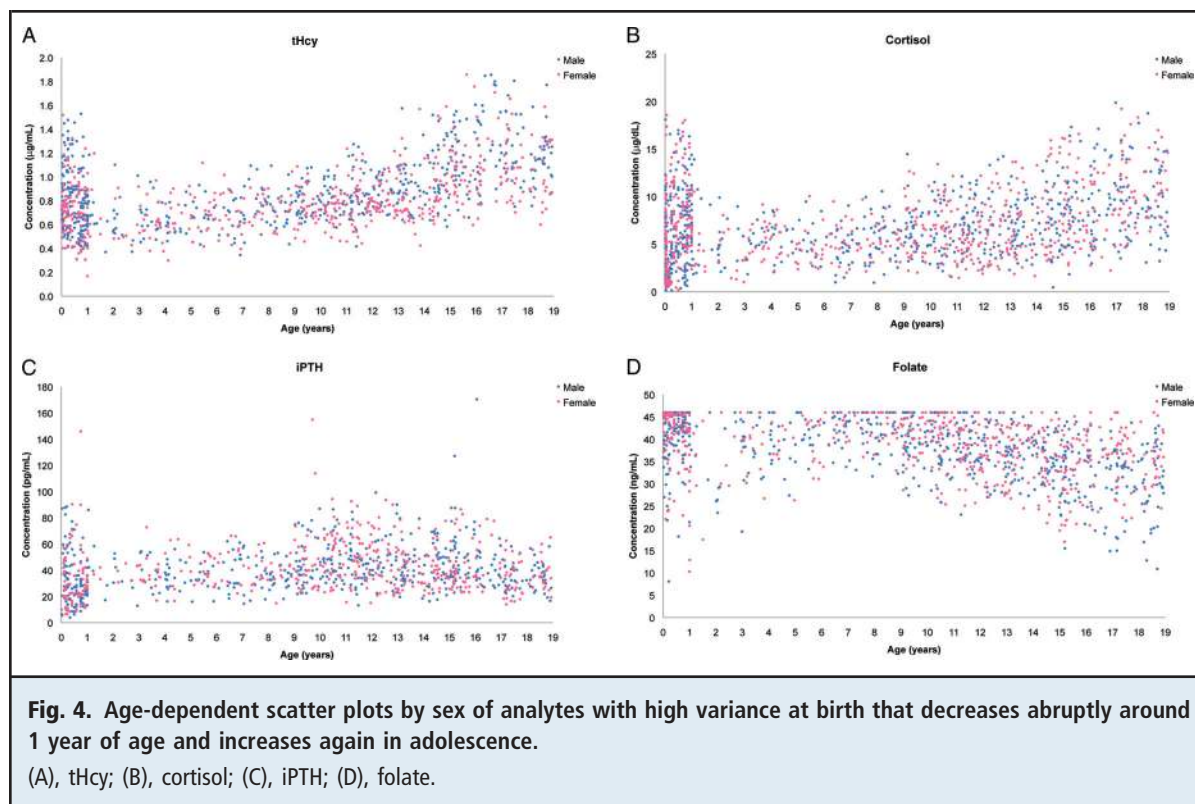 A
tHcy
Male
Female
Concentration (µg/mL)
2.0
1.8
1.6
1.4
1.2
1.0
0.8
0.6
0.4
0.2
0.0
0 1 2 3 4 5 6 7 8 9 10 11 12 13 14 15 16 17 18 19
Age (years)
B
Cortisol
Male
Female
Concentration (µg/dL)
25
20
15
10
5
0
0 1 2 3 4 5 6 7 8 9 10 11 12 13 14 15 16 17 18 19
Age (years)
C
iPTH
Male
Female
Concentration (pg/mL)
180
160
140
120
100
80
60
40
20
0
0 1 2 3 4 5 6 7 8 9 10 11 12 13 14 15 16 17 18 19
Age (years)
D
Folate
Male
Female
Concentration (ng/mL)
50
45
40
35
30
25
20
15
10
5
0
0 1 2 3 4 5 6 7 8 9 10 11 12 13 14 15 16 17 18 19
Age (years)
Fig. 4. Age-dependent scatter plots by sex of analytes with high variance at birth that decreases abruptly around
1 year of age and increases again in adolescence.
(A), tHcy; (B), cortisol; (C), iPTH; (D), folate.